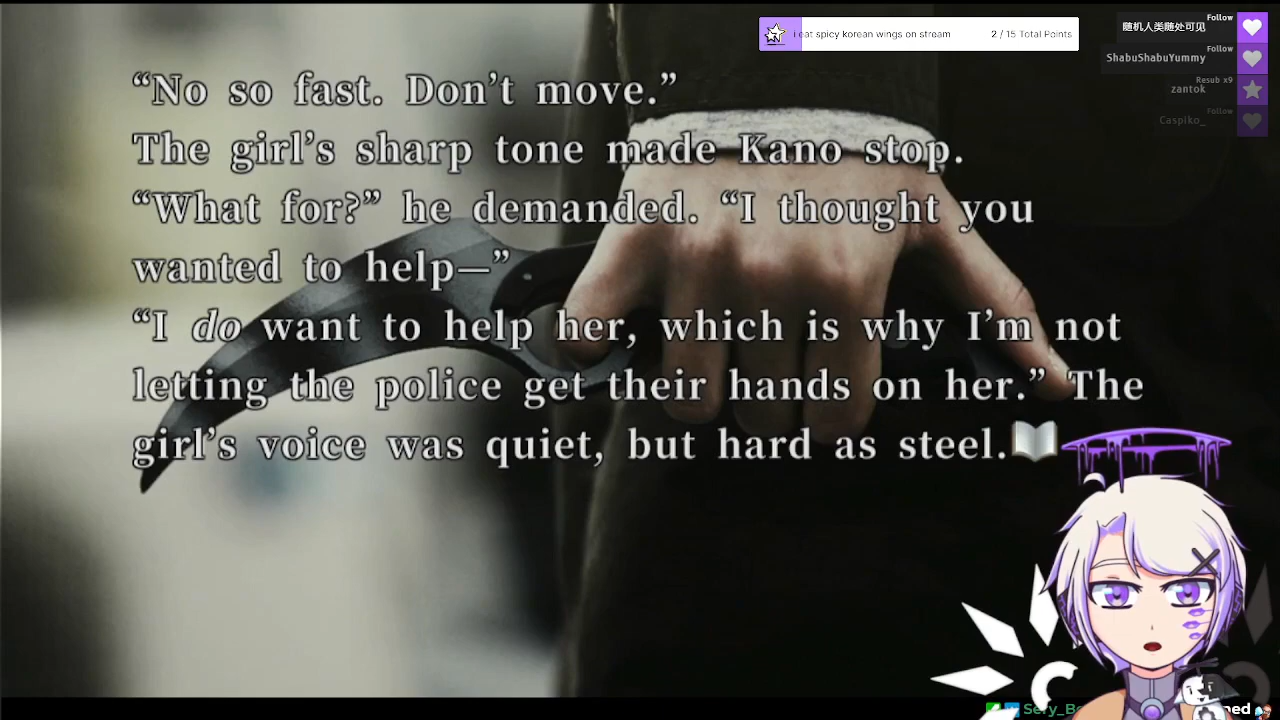 i eat spicy korean wings on stream 2 / 15 Total Points
Follow
随机人类随处可见
Follow
ShabuShabuYummy
Resub x9
zantok
Follow
Caspiko_
“No so fast. Don’t move.”
The girl’s sharp tone made Kano stop.
“What for?” he demanded. “I thought you
wanted to help—”
“I do want to help her, which is why I’m not
letting the police get their hands on her.” The
girl’s voice was quiet, but hard as steel.